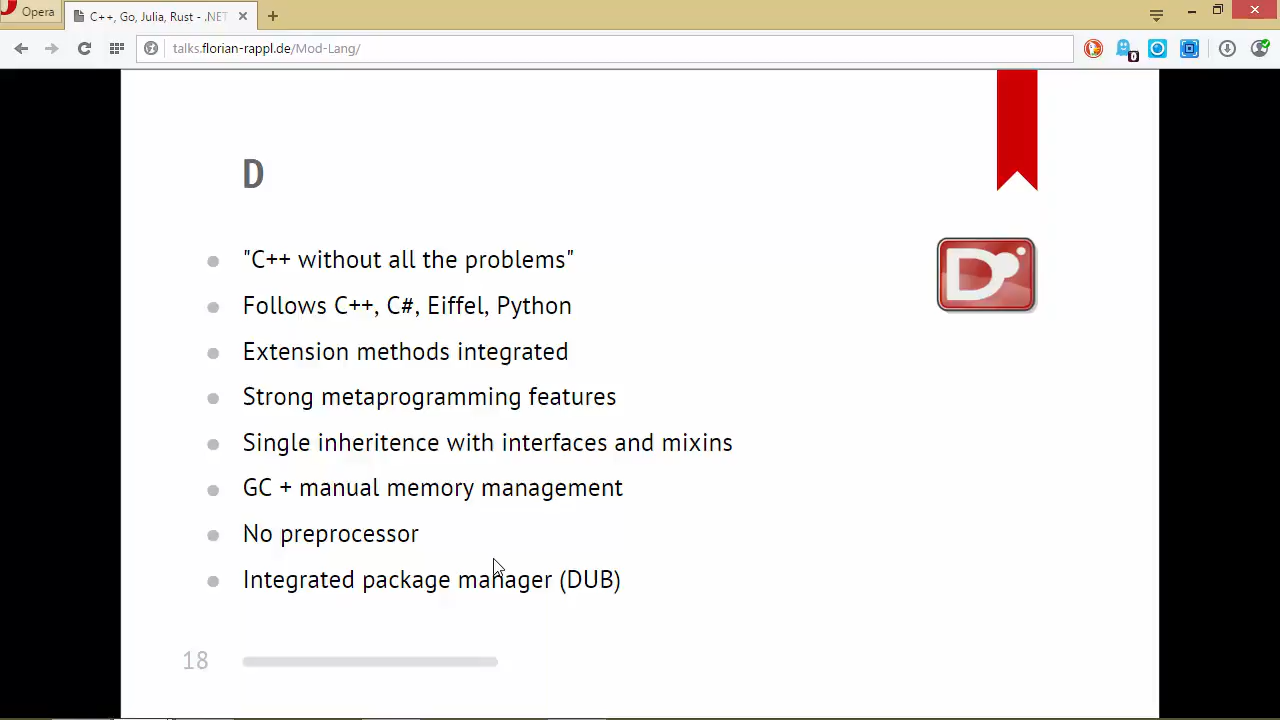 Opera
C++, Go, Julia, Rust - .NET
talks.florian-rappl.de/Mod-Lang/
0
D
"C++ without all the problems"
Follows C++, C#, Eiffel, Python
D
Extension methods integrated
Strong metaprogramming features
Single inheritence with interfaces and mixins
GC + manual memory management
No preprocessor
Integrated package manager (DUB)
18